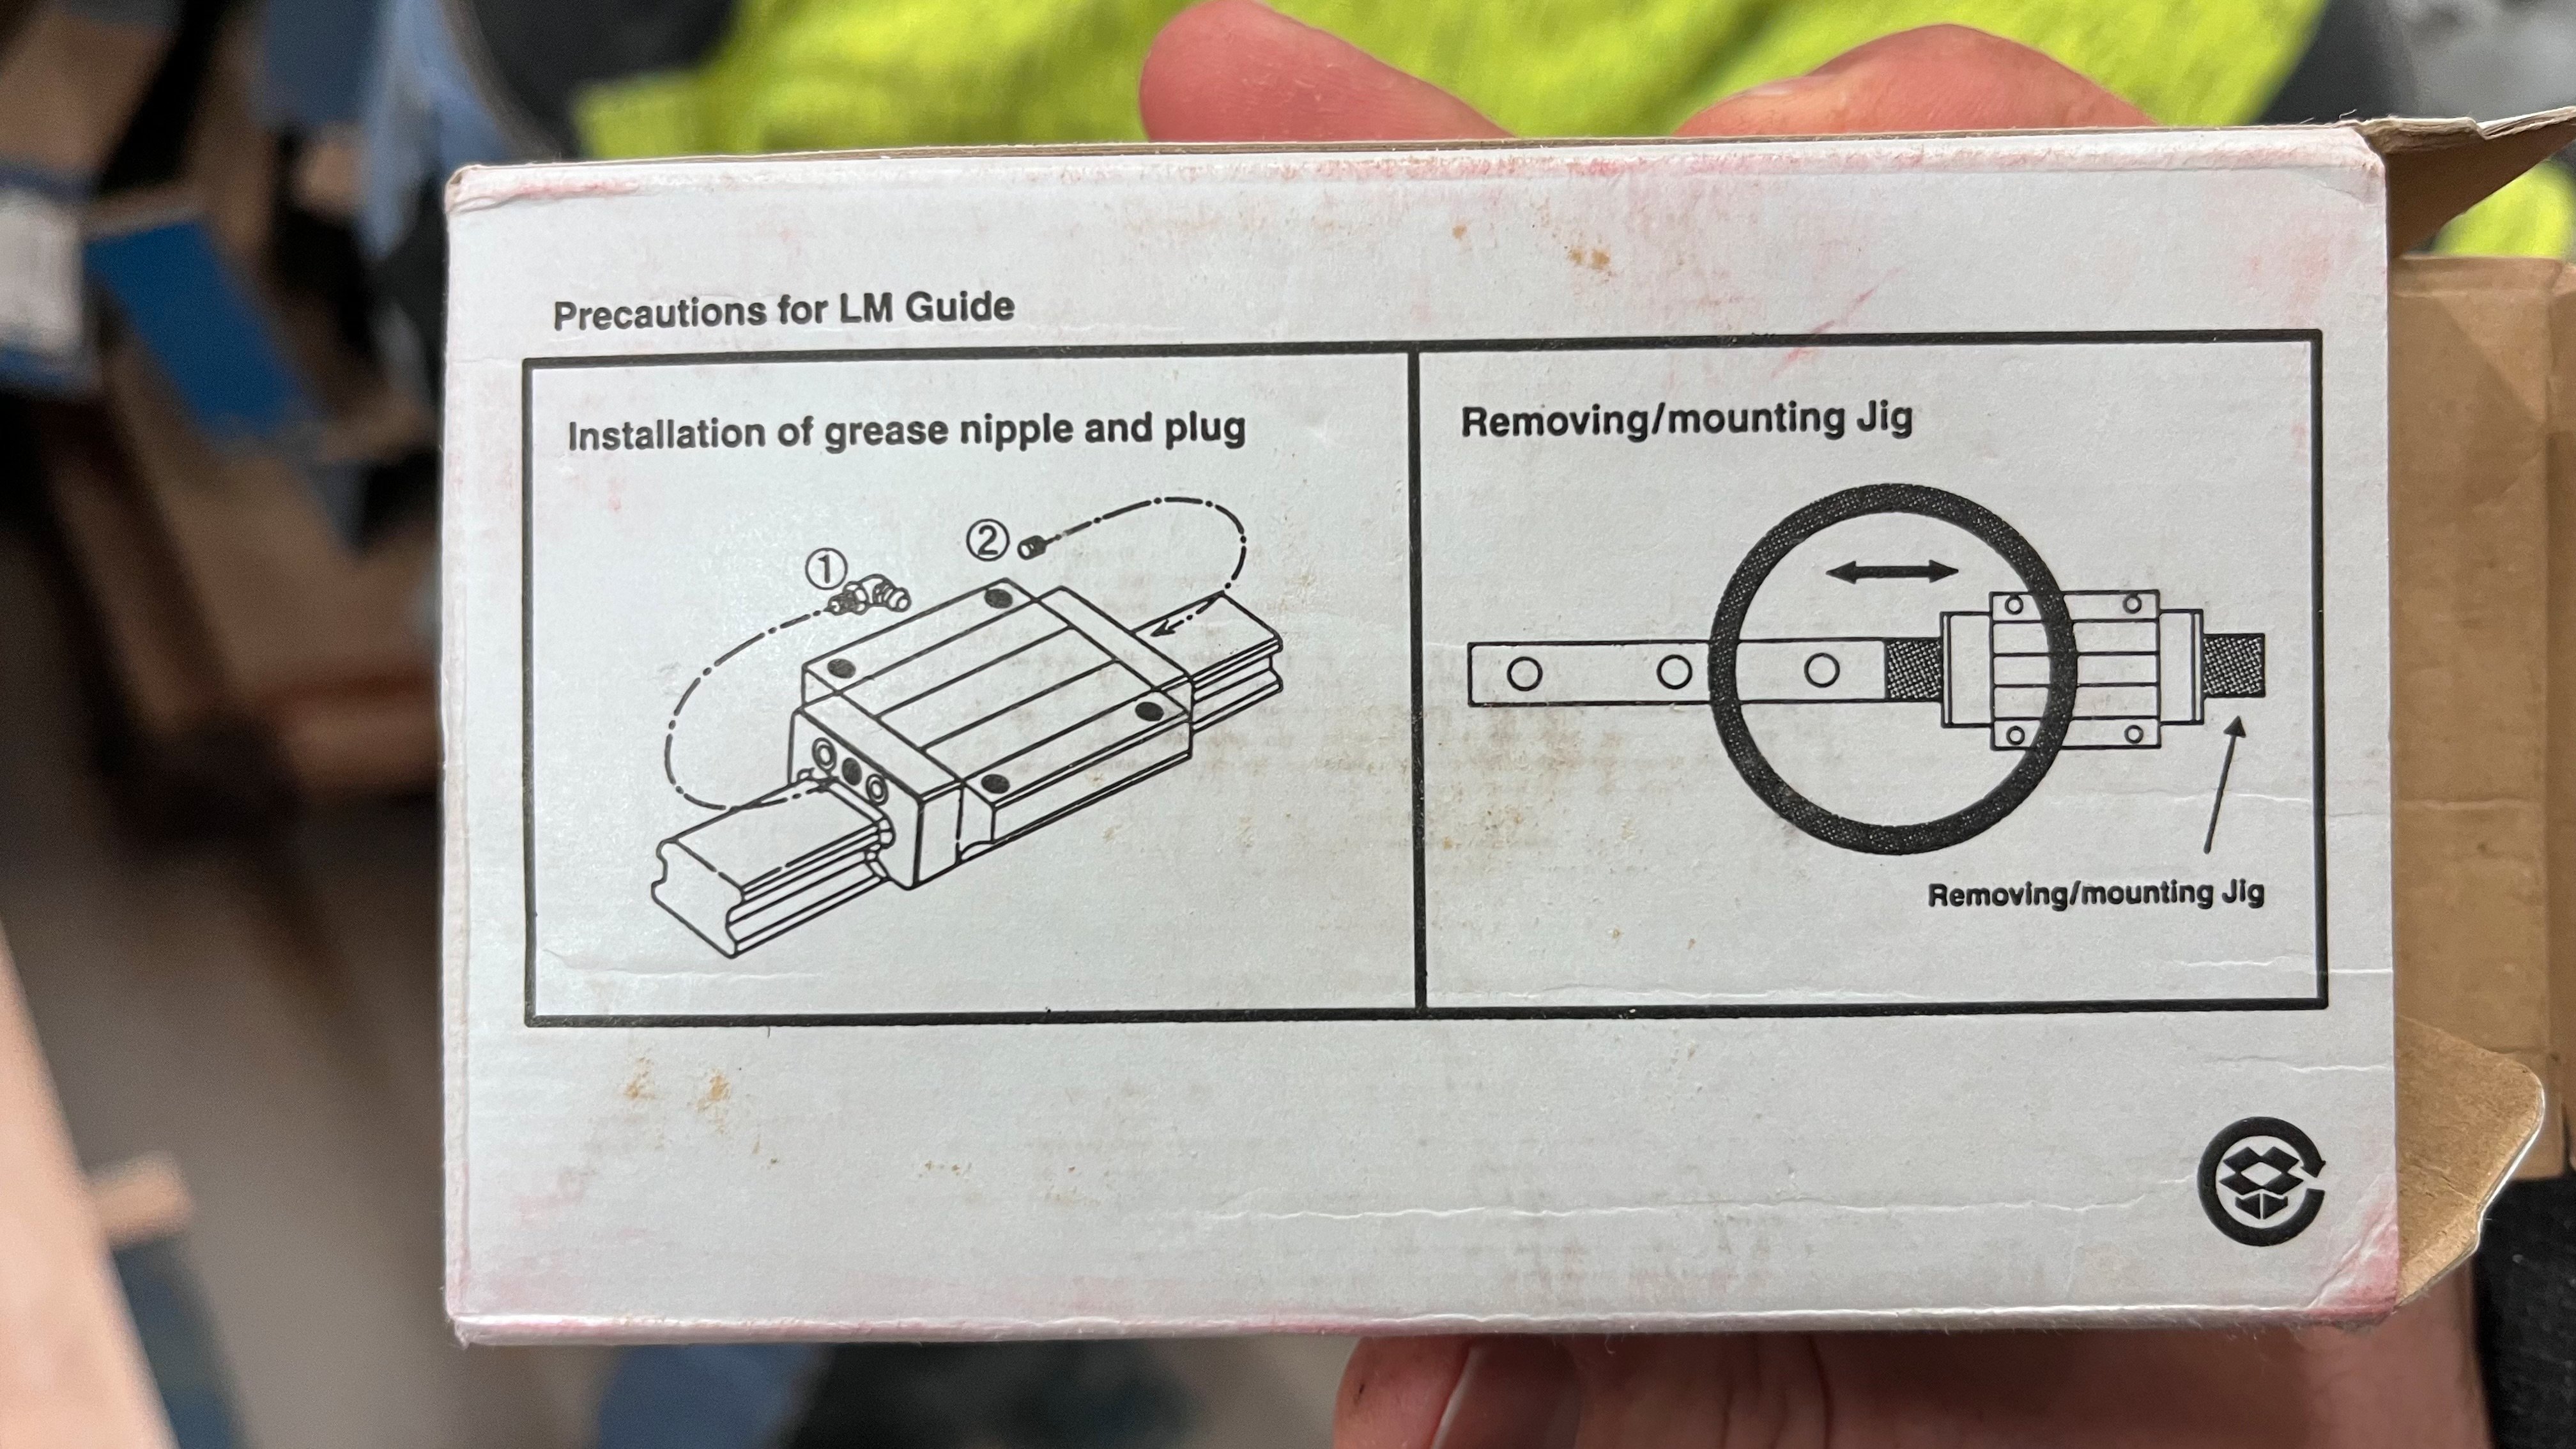 Precautions for LM Guide
Installation of grease nipple and plug
① ②
Removing/mounting Jig
Removing/mounting Jig